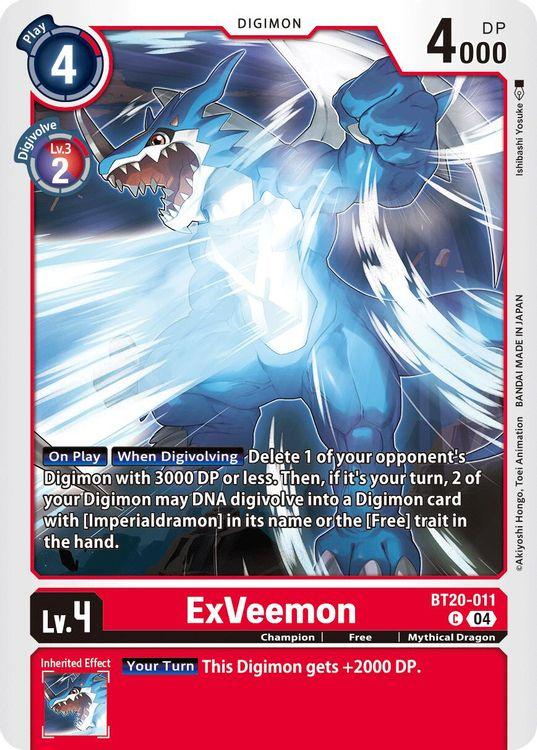 Play
4
DIGIMON
DP
4000
Digivolve
Lv.3
2
Ishibashi Yosuke
©Akiyoshi Hongo, Toei Animation BANDAI MADE IN JAPAN
On Play When Digivolving Delete 1 of your opponent's
Digimon with 3000 DP or less. Then, if it's your turn, 2 of
your Digimon may DNA digivolve into a Digimon card
with [Imperialdramon] in its name or the [Free] trait in
the hand.
Lv.4
ExVeemon
BT20-011
C 04
Champion Free Mythical Dragon
Inherited Effect
Your Turn This Digimon gets +2000 DP.